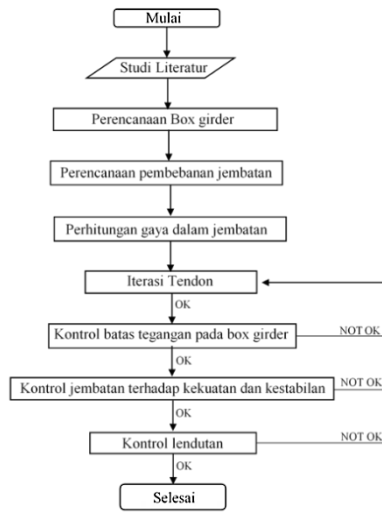 Mulai
Studi Literatur
Perencanaan Box girder
Perencanaan pembebanan jembatan
Perhitungan gaya dalam jembatan
Iterasi Tendon
OK
Kontrol batas tegangan pada box girder
NOT OK
OK
Kontrol jembatan terhadap kekuatan dan kestabilan
NOT OK
OK
Kontrol lendutan
NOT OK
OK
Selesai